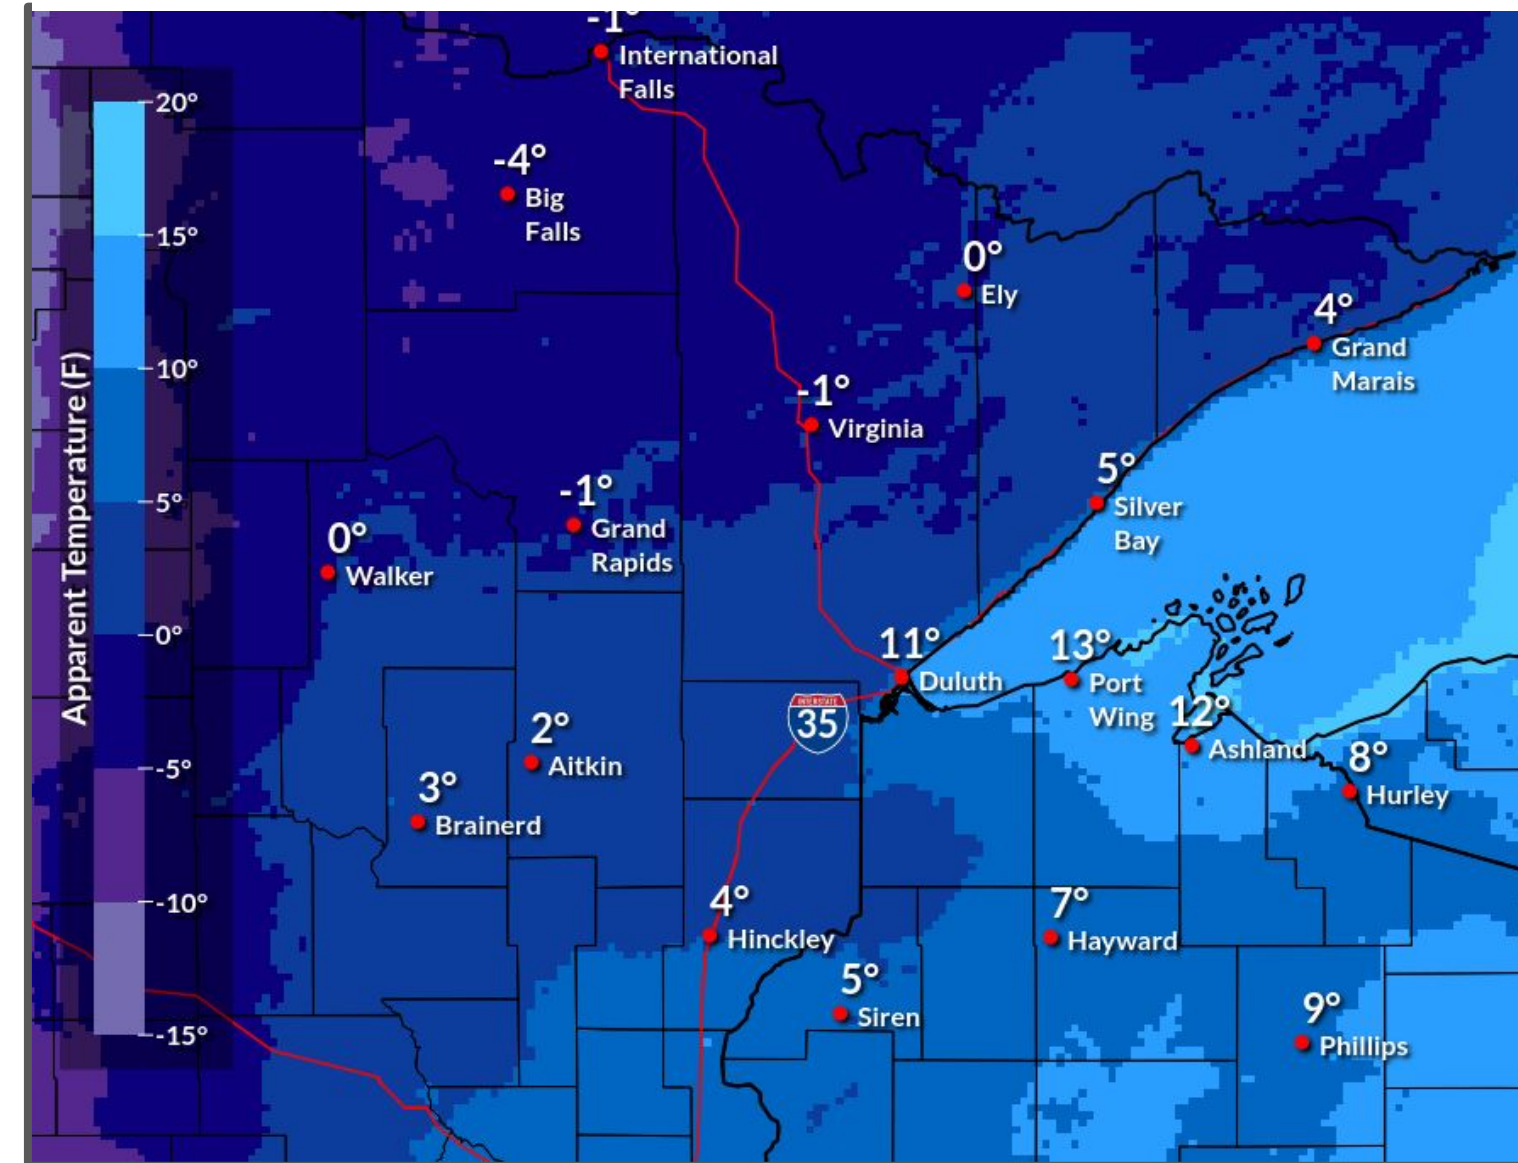 -1°
International
Falls
20°
-4°
Big
Falls
15°
0°
Ely
4°
Grand
Marais
10°
-1°
Virginia
5°
Silver
Bay
5°
-1°
Grand
Rapids
0°
Walker
Apparent Temperature (F)
0°
11°
Duluth
13°
Port
Wing
12°
Ashland
INTERSTATE
35
2°
Aitkin
8°
Hurley
-5°
3°
Brainerd
-10°
4°
Hinckley
7°
Hayward
5°
Siren
9°
Phillips
-15°